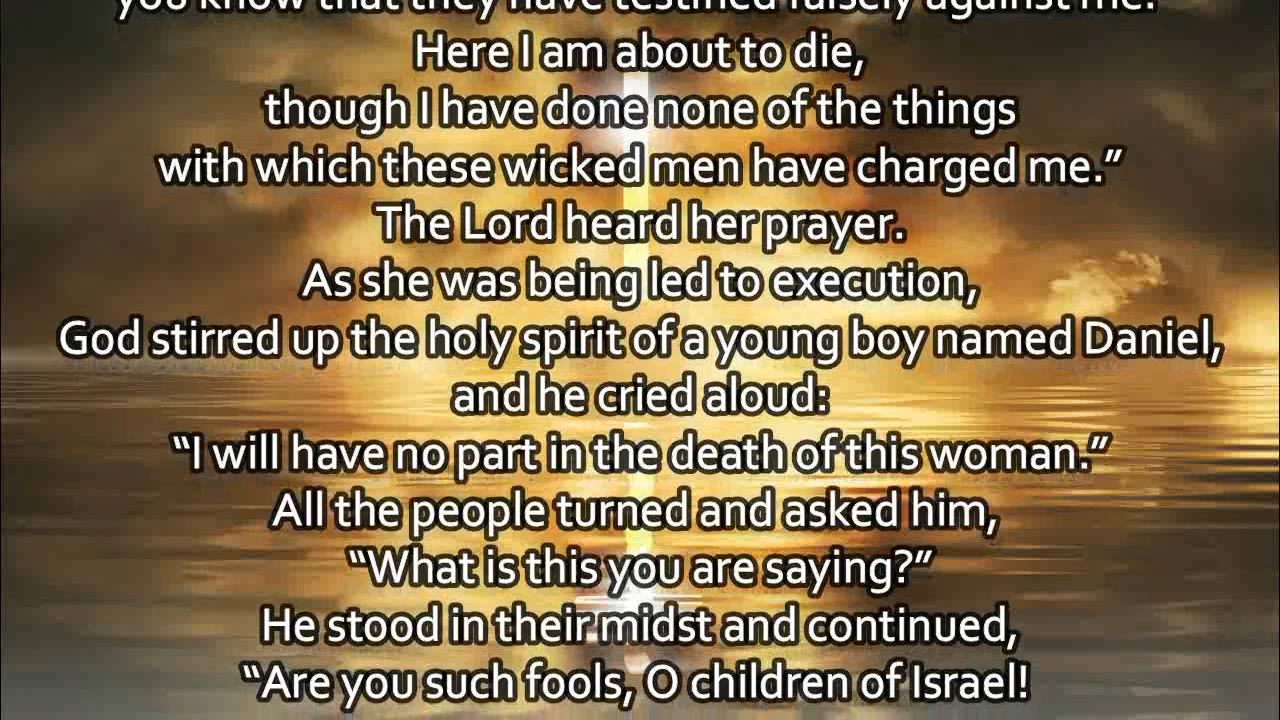 you know that they have testified falsely against me.
Here I am about to die,
though I have done none of the things
with which these wicked men have charged me.”
The Lord heard her prayer.
As she was being led to execution,
God stirred up the holy spirit of a young boy named Daniel,
and he cried aloud:
“I will have no part in the death of this woman.”
All the people turned and asked him,
“What is this you are saying?”
He stood in their midst and continued,
“Are you such fools, O children of Israel!